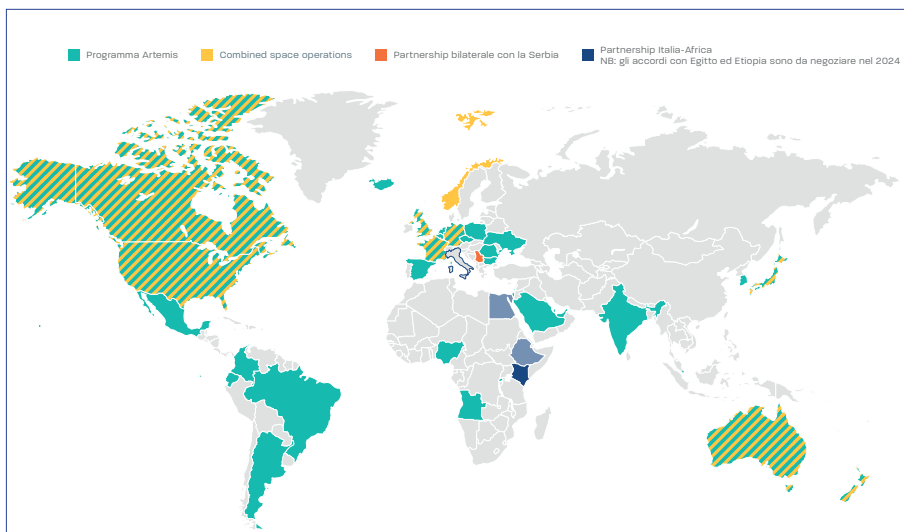 Programma Artemis
Combined space operations
Partnership bilaterale con la Serbia
Partnership Italia-Africa
NB: gli accordi con Egitto ed Etiopia sono da negoziare nel 2024